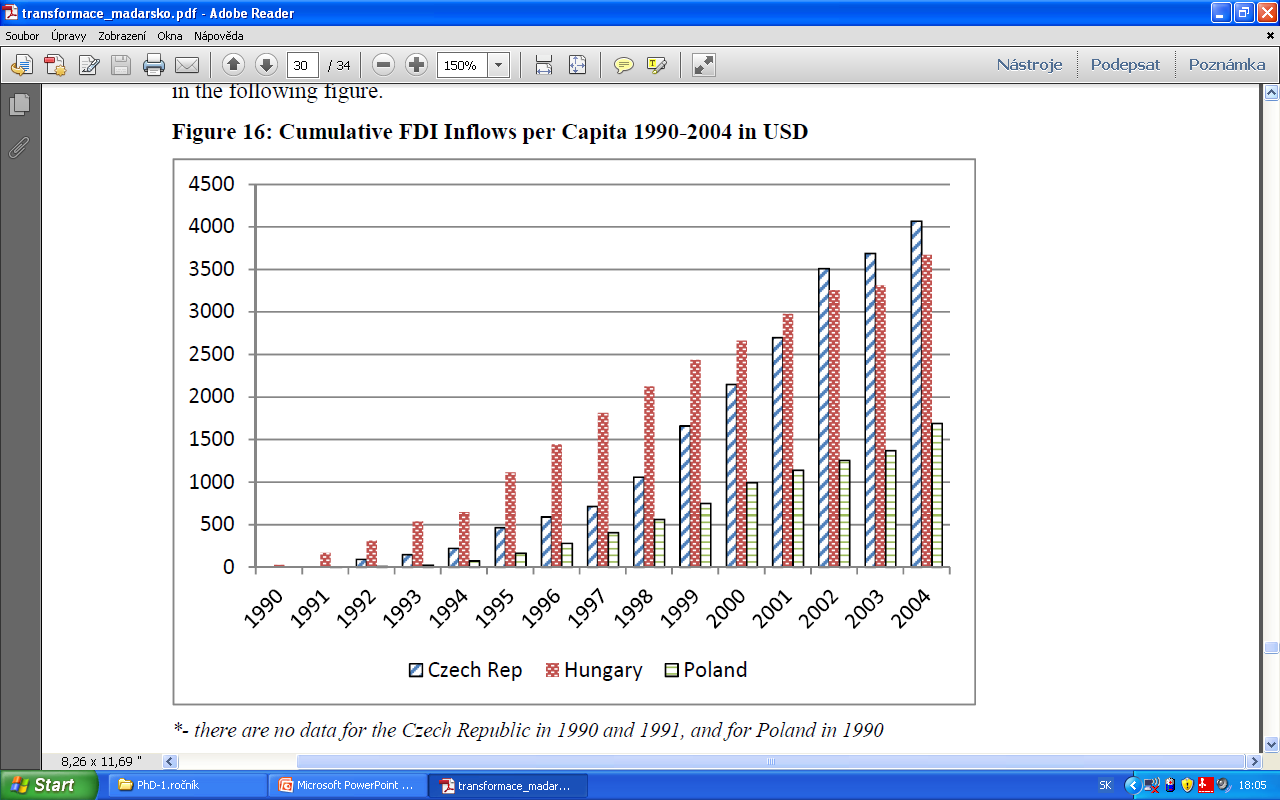 transformace_madarsko.pdf - Adobe Reader
Soubor Úpravy Zobrazení Okna Nápověda
30 / 34 150% Nástroje Podepsat Poznámka
in the following figure.
Figure 16: Cumulative FDI Inflows per Capita 1990-2004 in USD
4500
4000
3500
3000
2500
2000
1500
1000
500
0
1990 1991 1992 1993 1994 1995 1996 1997 1998 1999 2000 2001 2002 2003 2004
Czech Rep Hungary Poland
*- there are no data for the Czech Republic in 1990 and 1991, and for Poland in 1990
8,26 x 11,69 "
Start PhD-1.ročník Microsoft PowerPoint ... transformace_madar... SK 18:05